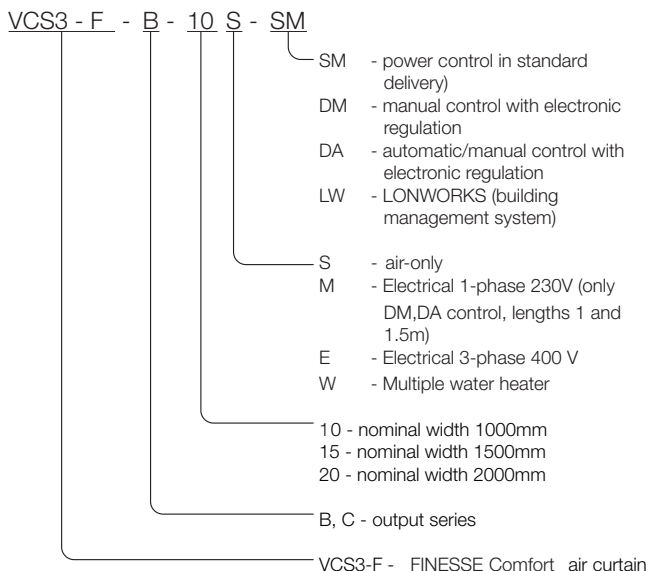 VCS3 - F - B - 10 S - SM
SM - power control in standard
delivery)
DM - manual control with electronic
regulation
DA - automatic/manual control with
electronic regulation
LW - LONWORKS (building
management system)
S - air-only
M - Electrical 1-phase 230V (only
DM,DA control, lengths 1 and
1.5m)
E - Electrical 3-phase 400 V
W - Multiple water heater
10 - nominal width 1000mm
15 - nominal width 1500mm
20 - nominal width 2000mm
B, C - output series
VCS3-F - FINESSE Comfort air curtain